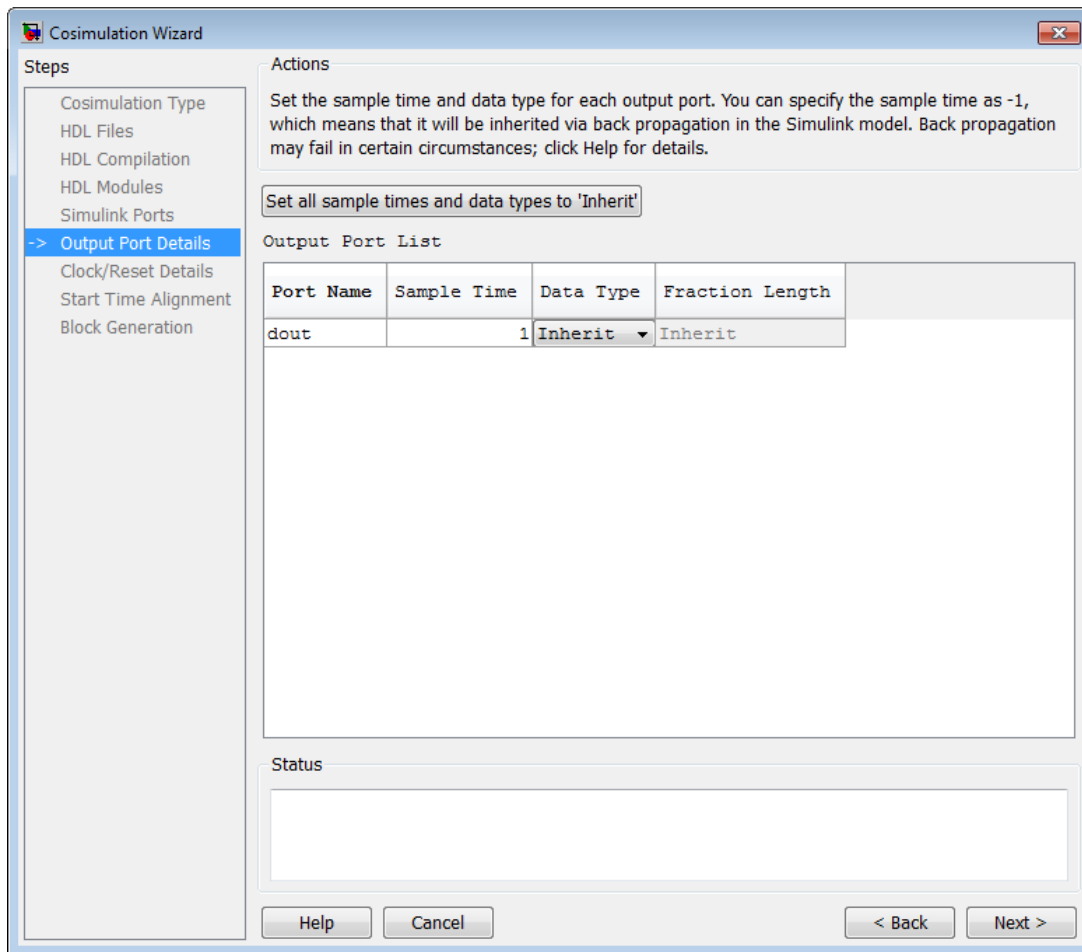 Cosimulation Wizard
Steps
Cosimulation Type
HDL Files
HDL Compilation
HDL Modules
Simulink Ports
-> Output Port Details
Clock/Reset Details
Start Time Alignment
Block Generation
Actions
Set the sample time and data type for each output port. You can specify the sample time as -1,
which means that it will be inherited via back propagation in the Simulink model. Back propagation
may fail in certain circumstances; click Help for details.
Set all sample times and data types to 'Inherit'
Output Port List
Port Name Sample Time Data Type Fraction Length
dout 1 Inherit Inherit
Status
Help Cancel < Back Next >